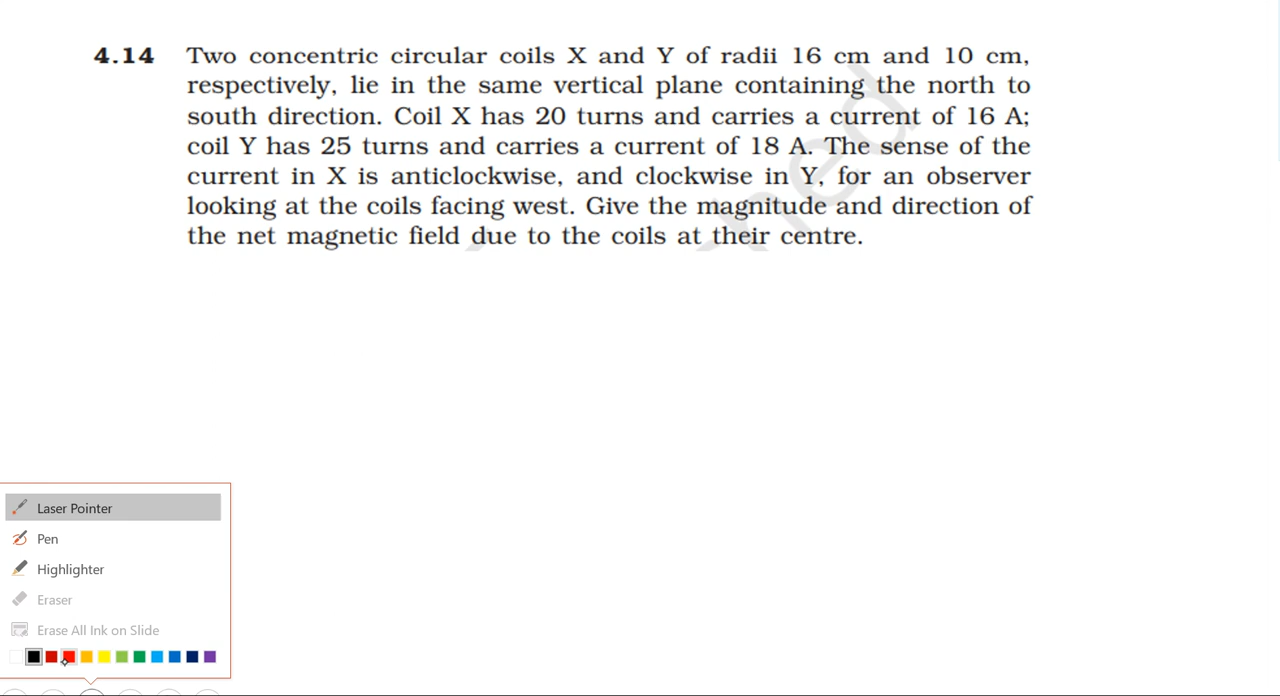 4.14 Two concentric circular coils X and Y of radii 16 cm and 10 cm,
respectively, lie in the same vertical plane containing the north to
south direction. Coil X has 20 turns and carries a current of 16 A;
coil Y has 25 turns and carries a current of 18 A. The sense of the
current in X is anticlockwise, and clockwise in Y, for an observer
looking at the coils facing west. Give the magnitude and direction of
the net magnetic field due to the coils at their centre.
Laser Pointer
Pen
Highlighter
Eraser
Erase All Ink on Slide